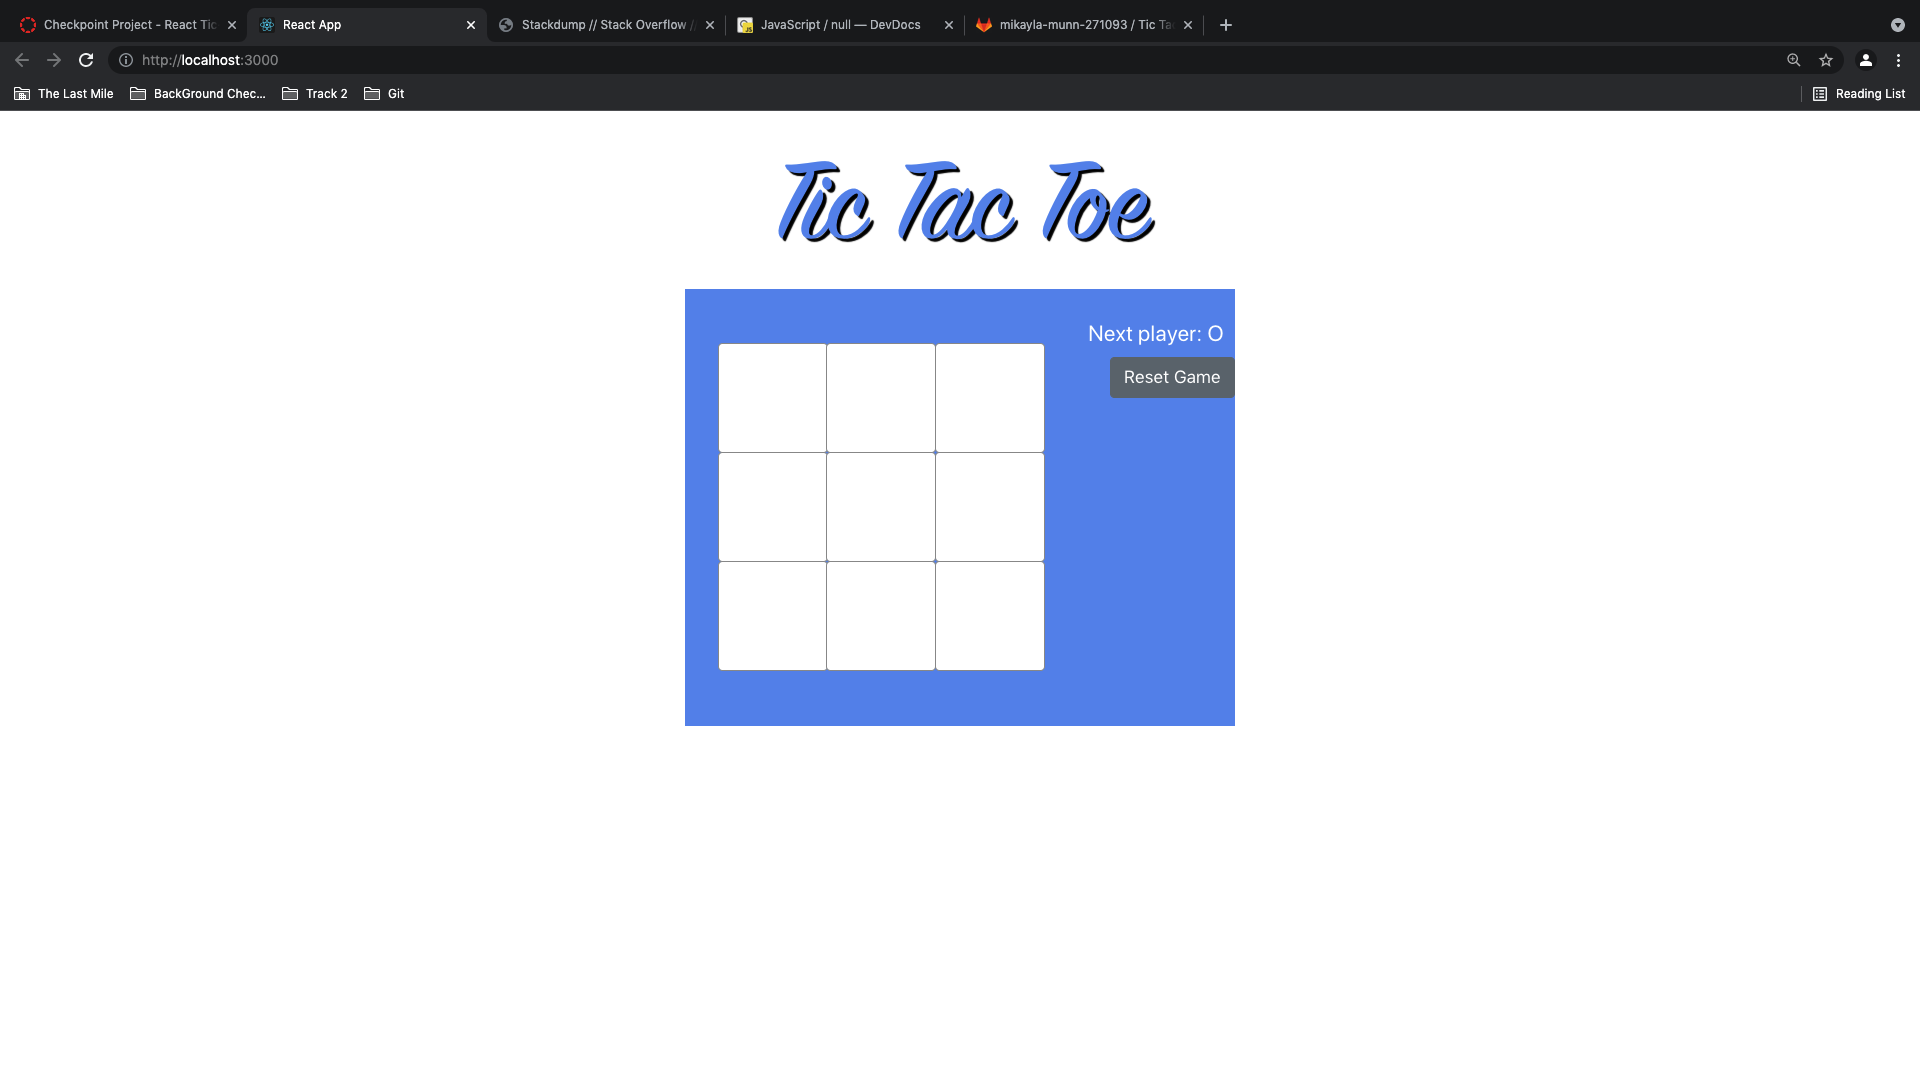 Checkpoint Project - React Tic
React App
Stackdump // Stack Overflow //
JavaScript / null — DevDocs
mikayla-munn-271093 / Tic Ta
http://localhost:3000
The Last Mile
BackGround Chec...
Track 2
Git
Reading List
Tic Tac Toe
Next player: O
Reset Game